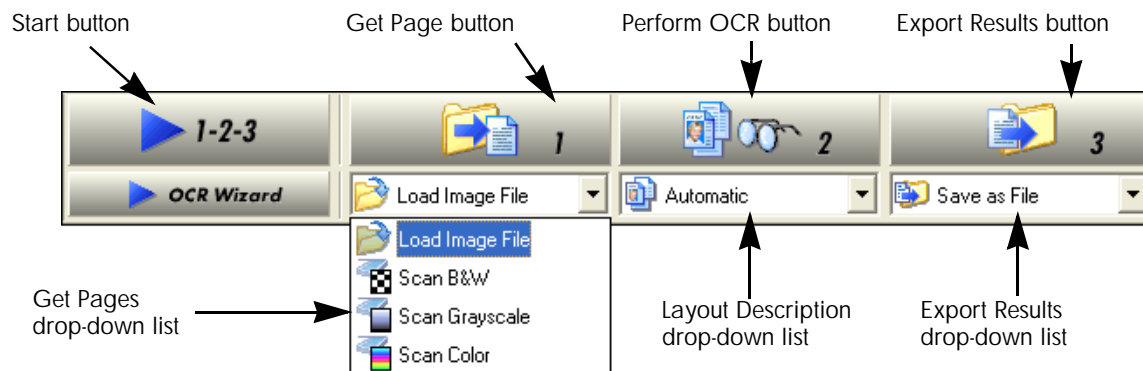 Start button Get Page button Perform OCR button Export Results button
1-2-3 1 2 3
OCR Wizard Load Image File Automatic Save as File
Load Image File
Scan B&W
Scan Grayscale
Scan Color
Get Pages
drop-down list
Layout Description
drop-down list
Export Results
drop-down list